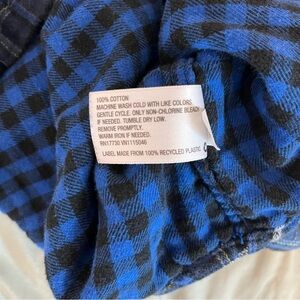 100% COTTON
MACHINE WASH COLD WITH LIKE COLORS.
GENTLE CYCLE. ONLY NON-CHLORINE BLEACH
IF NEEDED. TUMBLE DRY LOW.
REMOVE PROMPTLY.
WARM IRON IF NEEDED.
RN17730 VN1115046
LABEL MADE FROM 100% RECYCLED PLASTIC